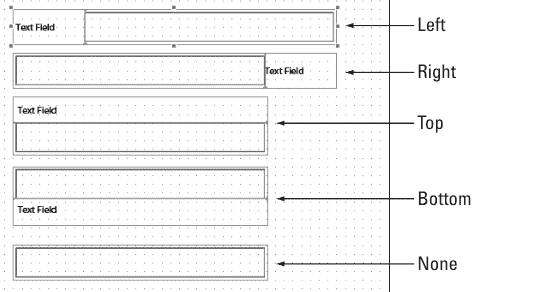 Text Field Left
Text Field Right
Text Field
Top
Bottom
Text Field
None